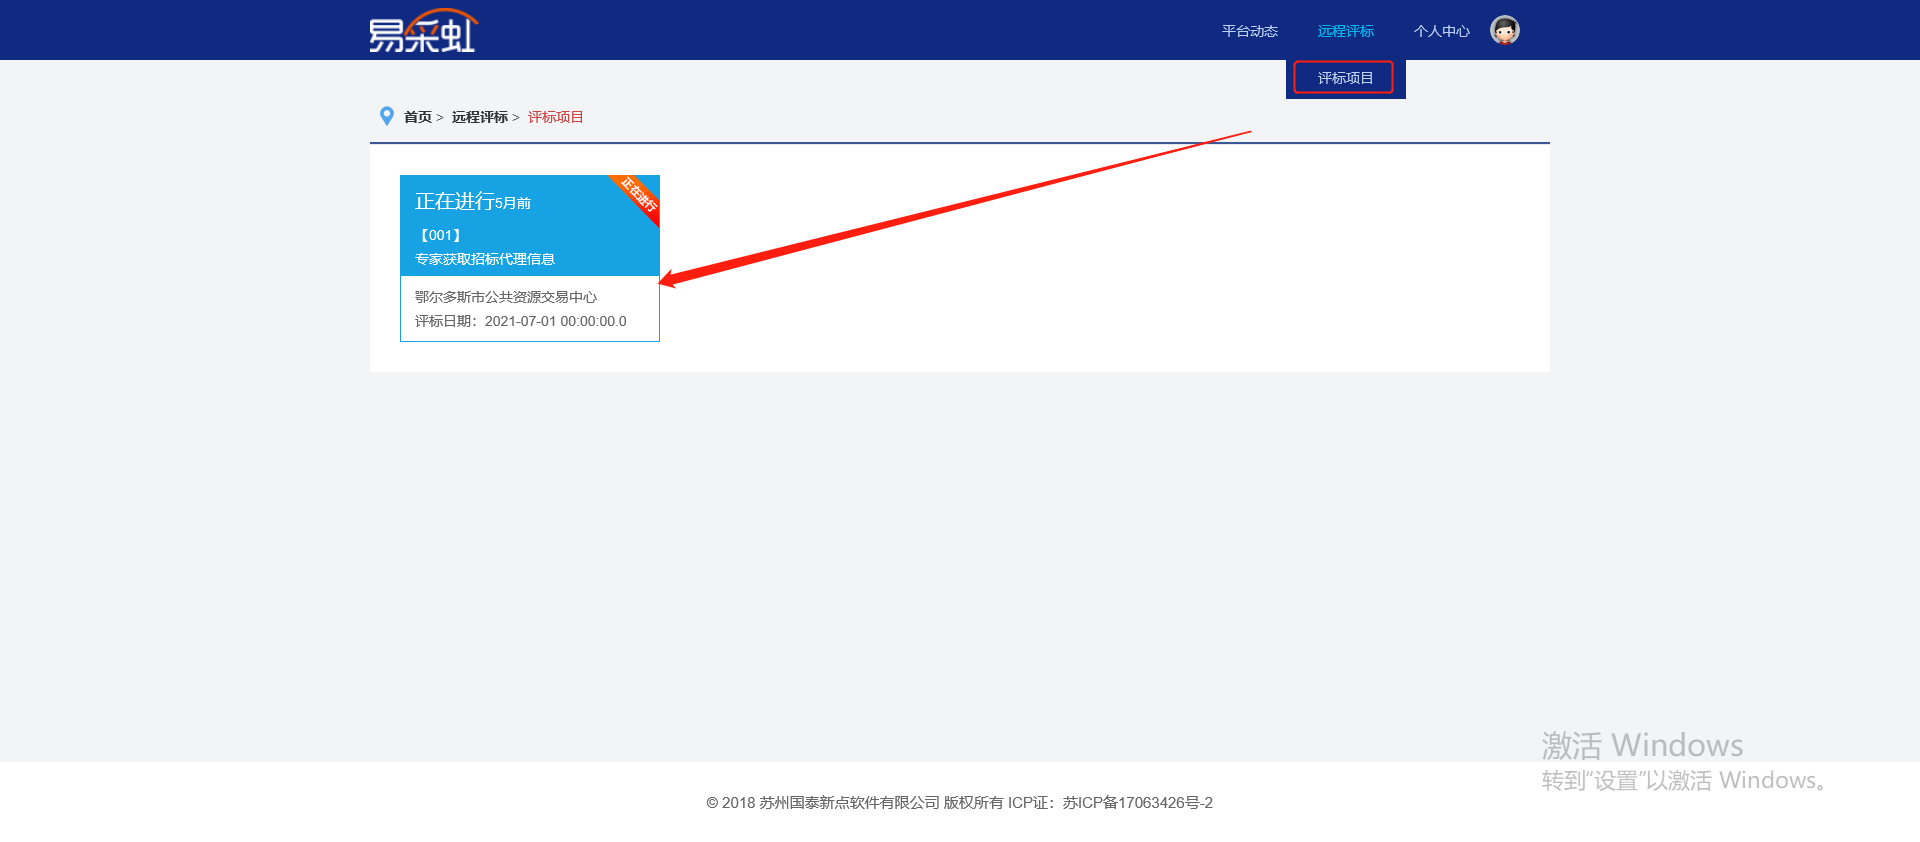 易采虹
平台动态
远程评标
个人中心
评标项目
首页 > 远程评标 > 评标项目
正在进行5月前
正在进行
【001】
专家获取招标代理信息
鄂尔多斯市公共资源交易中心
评标日期：2021-07-01 00:00:00.0
激活 Windows
转到“设置”以激活 Windows。
© 2018 苏州国泰新点软件有限公司 版权所有 ICP证：苏ICP备17063426号-2